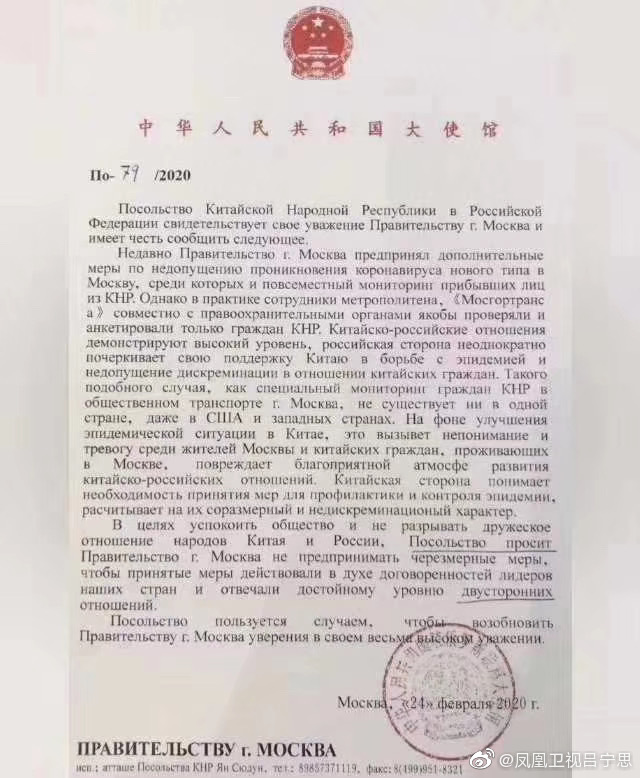 中华人民共和国大使馆
По- 79 /2020
Посольство Китайской Народной Республики в Российской
Федерации свидетельствует свое уважение Правительству г. Москва и
имеет честь сообщить следующее.
Недавно Правительство г. Москва предпринял дополнительные
меры по недопущению проникновения коронавируса нового типа в
Москву, среди которых и повсеместный мониторинг прибывших лиц
из КНР. Однако в практике сотрудники метрополитена, 《Мосгортранс
а》 совместно с правоохранительными органами якобы проверяли и
анкетировали только граждан КНР. Китайско-российские отношения
демонстрируют высокий уровень, российская сторона неоднократно
почеркивает свою поддержку Китаю в борьбе с эпидемией и
недопущение дискреминации в отношении китайских граждан. Такого
подобного случая, как специальный мониторинг граждан КНР в
общественном транспорте г. Москва, не существует ни в одной
стране, даже в США и западных странах. На фоне улучшения
эпидемической ситуации в Китае, это вызывет непонимание и
тревогу среди жителей Москвы и китайских граждан, проживающих
в Москве, повреждает благоприятной атмосфе развития
китайско-российских отношений. Китайская сторона понимает
необходимость принятия мер для профилактики и контроля эпидемии,
расчитывает на их соразмерный и недискреминационый характер.
В целях успокоить общество и не разрывать дружеское
отношение народов Китая и России, Посольство просит
Правительство г. Москва не предпринимать черезмерные меры,
чтобы принятые меры действовали в духе договоренностей лидеров
наших стран и отвечали достойному уровню двусторонних
отношений.
Посольство пользуется случаем, чтобы возобновить
Правительству г. Москва уверения в своем весьма высоком уважении.
Москва, «24» февраля 2020 г.
ПРАВИТЕЛЬСТВУ г. МОСКВА
исп.: атташе Посольства КНР Ян Сюдун, тел.: 89857371119, факс: 8(499)951-8321
@凤凰卫视吕宁思